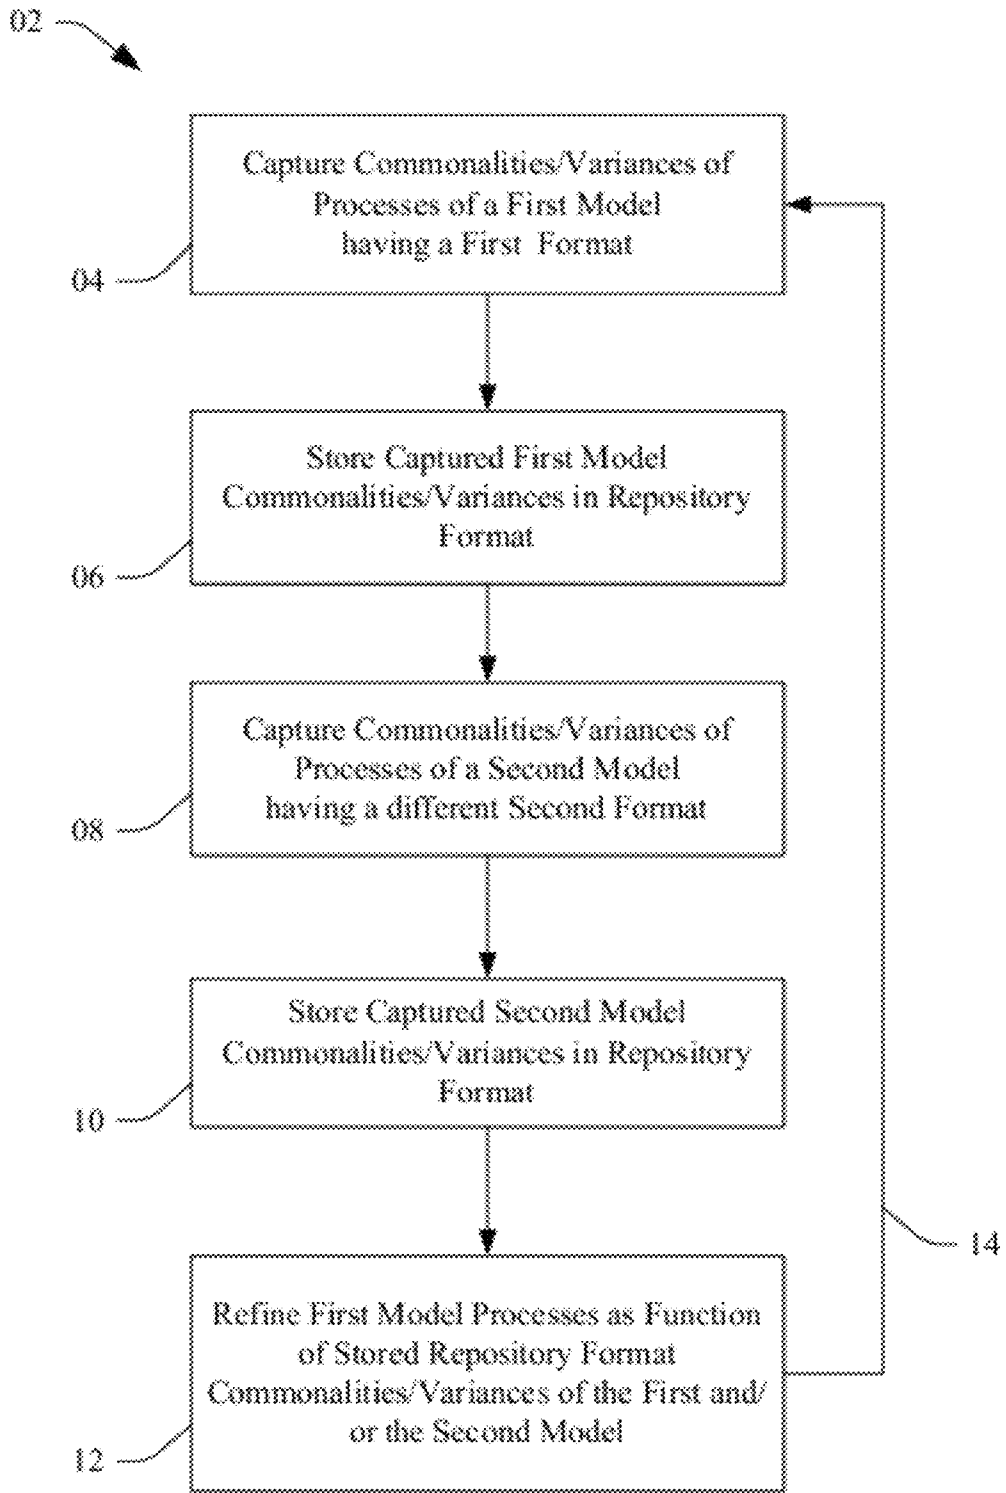 02
Capture Commonalities/Variances of
Processes of a First Model
having a First Format
04
Store Captured First Model
Commonalities/Variances in Repository
Format
06
Capture Commonalities/Variances of
Processes of a Second Model
having a different Second Format
08
Store Captured Second Model
Commonalities/Variances in Repository
Format
10
14
Refine First Model Processes as Function
of Stored Repository Format
Commonalities/Variances of the First and/
or the Second Model
12